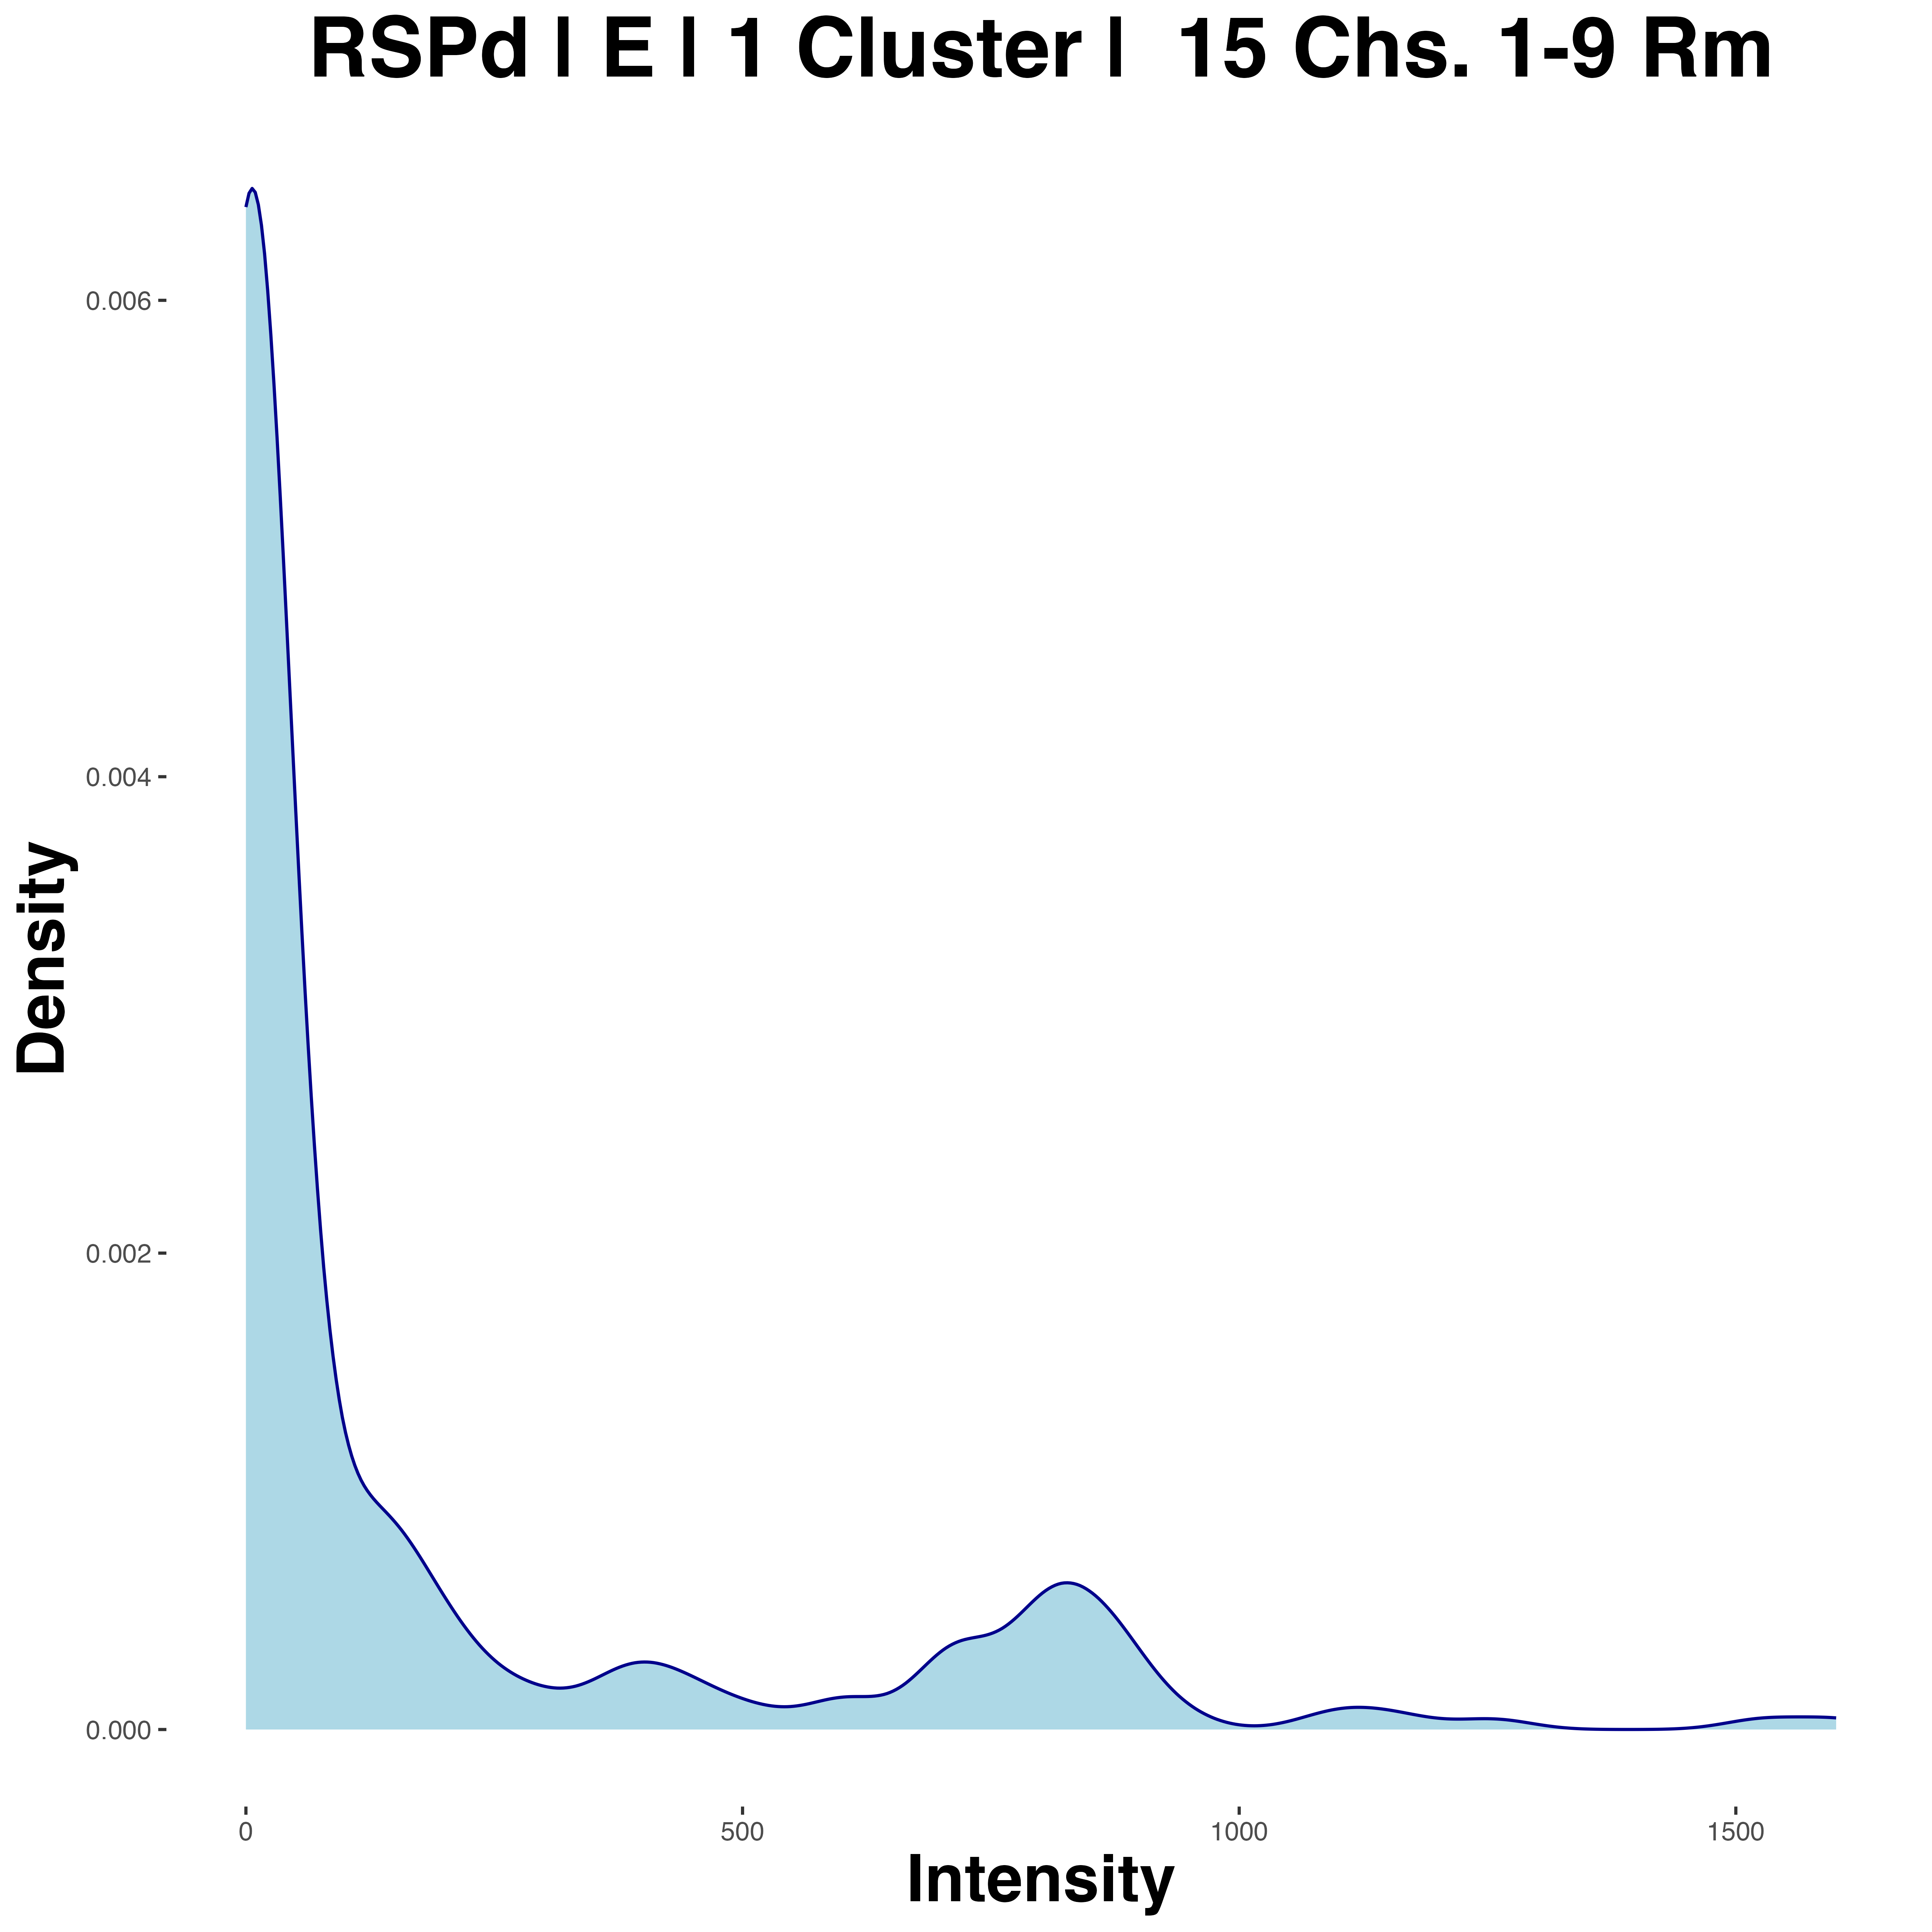 RSPd | E | 1 Cluster | 15 Chs. 1-9 Rm
0.006
0.004
0.002
0.000
Density
0 500 1000 1500
Intensity